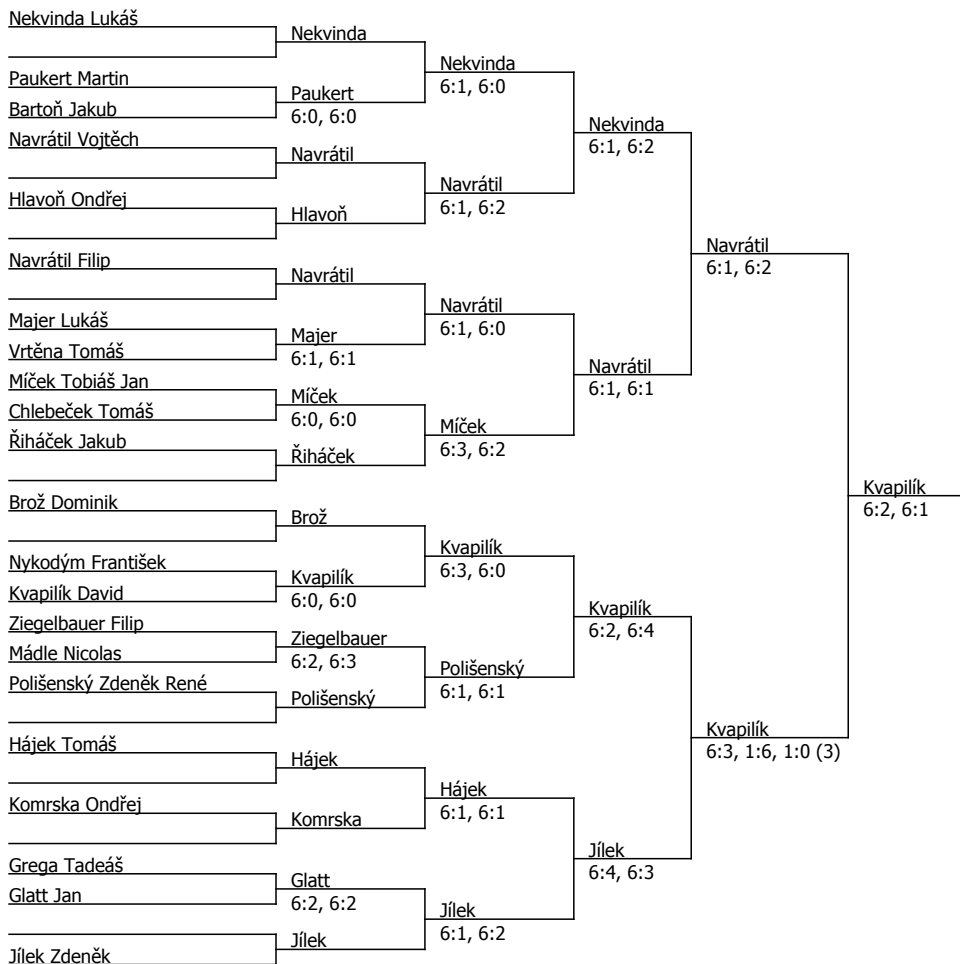 Nekvinda Lukáš
Paukert Martin
Bartoň Jakub
Navrátil Vojtěch
Hlavoň Ondřej
Navrátil Filip
Majer Lukáš
Vrtěna Tomáš
Míček Tobiáš Jan
Chlebeček Tomáš
Řiháček Jakub
Brož Dominik
Nykodým František
Kvapilík David
Ziegelbauer Filip
Mádle Nicolas
Polišenský Zdeněk René
Hájek Tomáš
Komrska Ondřej
Grega Tadeáš
Glatt Jan
Jílek Zdeněk
Nekvinda
Paukert
6:0, 6:0
Navrátil
Hlavoň
Navrátil
Majer
6:1, 6:1
Míček
6:0, 6:0
Řiháček
Brož
Kvapilík
6:0, 6:0
Ziegelbauer
6:2, 6:3
Polišenský
Hájek
Komrska
Glatt
6:2, 6:2
Jílek
Nekvinda
6:1, 6:0
Navrátil
6:1, 6:2
Navrátil
6:1, 6:0
Míček
6:3, 6:2
Kvapilík
6:3, 6:0
Polišenský
6:1, 6:1
Hájek
6:1, 6:1
Jílek
6:1, 6:2
Nekvinda
6:1, 6:2
Navrátil
6:1, 6:1
Kvapilík
6:2, 6:4
Jílek
6:4, 6:3
Navrátil
6:1, 6:2
Kvapilík
6:3, 1:6, 1:0 (3)
Kvapilík
6:2, 6:1